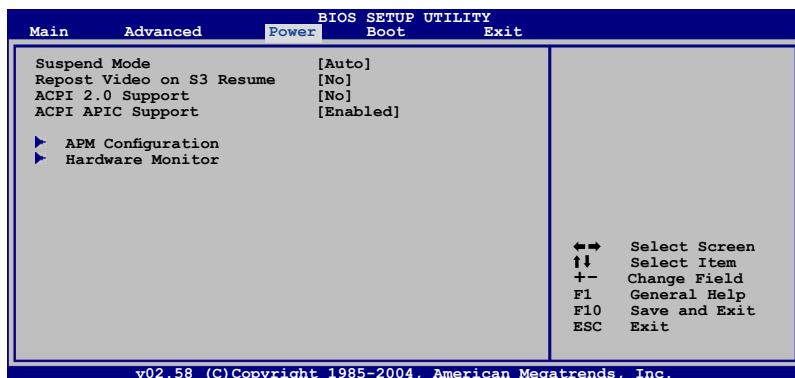 BIOS SETUP UTILITY
Main Advanced Power Boot Exit
Suspend Mode [Auto]
Repost Video on S3 Resume [No]
ACPI 2.0 Support [No]
ACPI APIC Support [Enabled]
APM Configuration
Hardware Monitor
←→ Select Screen
↑↓ Select Item
+- Change Field
F1 General Help
F10 Save and Exit
ESC Exit
v02.58 (C)Copyright 1985-2004, American Megatrends, Inc.